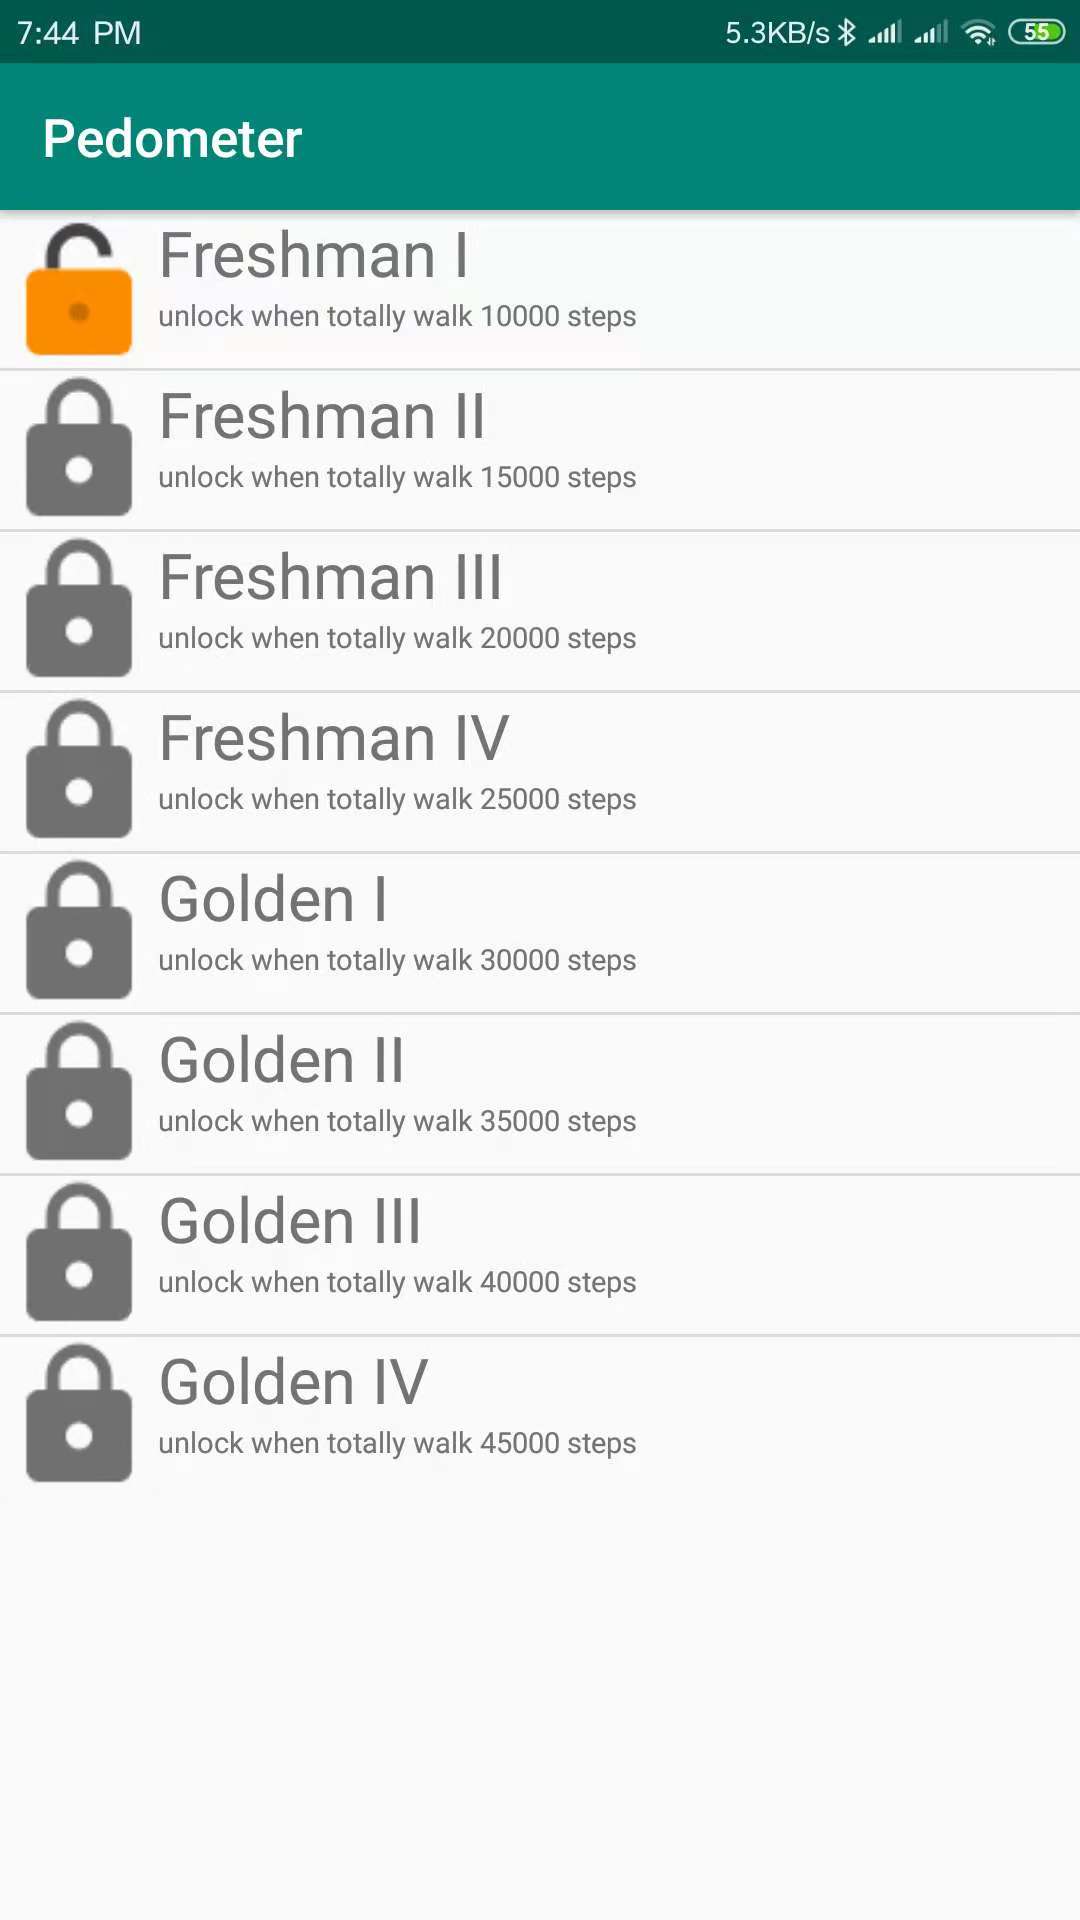 7:44 PM 5.3KB/s 55
Pedometer
Freshman I
unlock when totally walk 10000 steps
Freshman II
unlock when totally walk 15000 steps
Freshman III
unlock when totally walk 20000 steps
Freshman IV
unlock when totally walk 25000 steps
Golden I
unlock when totally walk 30000 steps
Golden II
unlock when totally walk 35000 steps
Golden III
unlock when totally walk 40000 steps
Golden IV
unlock when totally walk 45000 steps